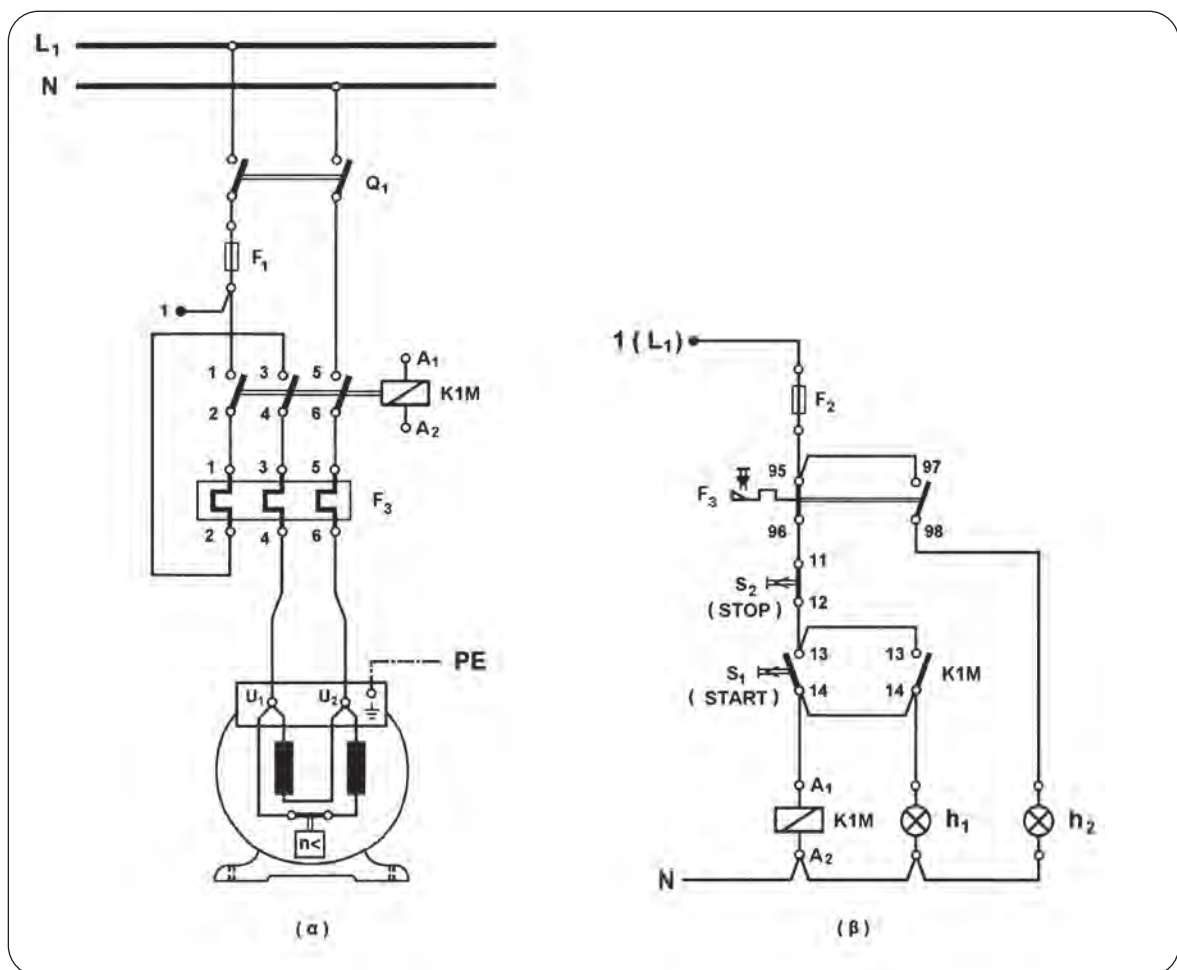 L₁
N
Q₁
F₁
1
1 3 5
A₁
K1M
2 4 6
A₂
1 3 5
F₃
2 4 6
PE
U₁ U₂
n<
(α)
1 ( L₁ )
F₂
95 97
F₃
96 98
11
S₂
( STOP )
12
13 13
S₁ K1M
( START ) 14 14
A₁
K1M h₁ h₂
A₂
N
(β)